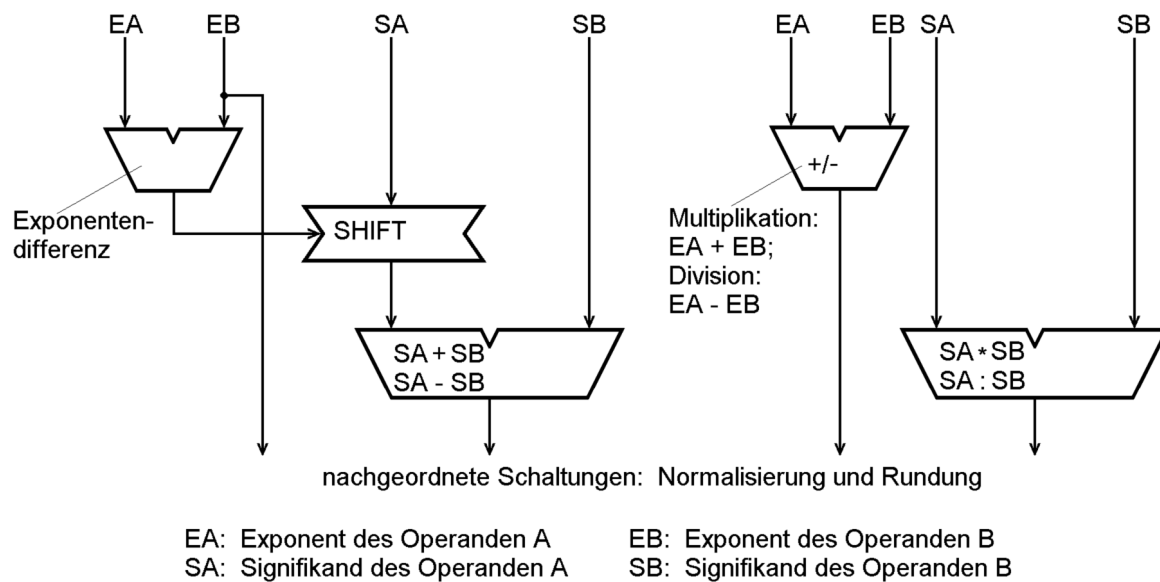 EA EB SA SB EA EB SA SB
+/-
Exponenten-
differenz
SHIFT
Multiplikation:
EA + EB;
Division:
EA - EB
SA + SB
SA - SB
SA * SB
SA : SB
nachgeordnete Schaltungen: Normalisierung und Rundung
EA: Exponent des Operanden A EB: Exponent des Operanden B
SA: Signifikand des Operanden A SB: Signifikand des Operanden B